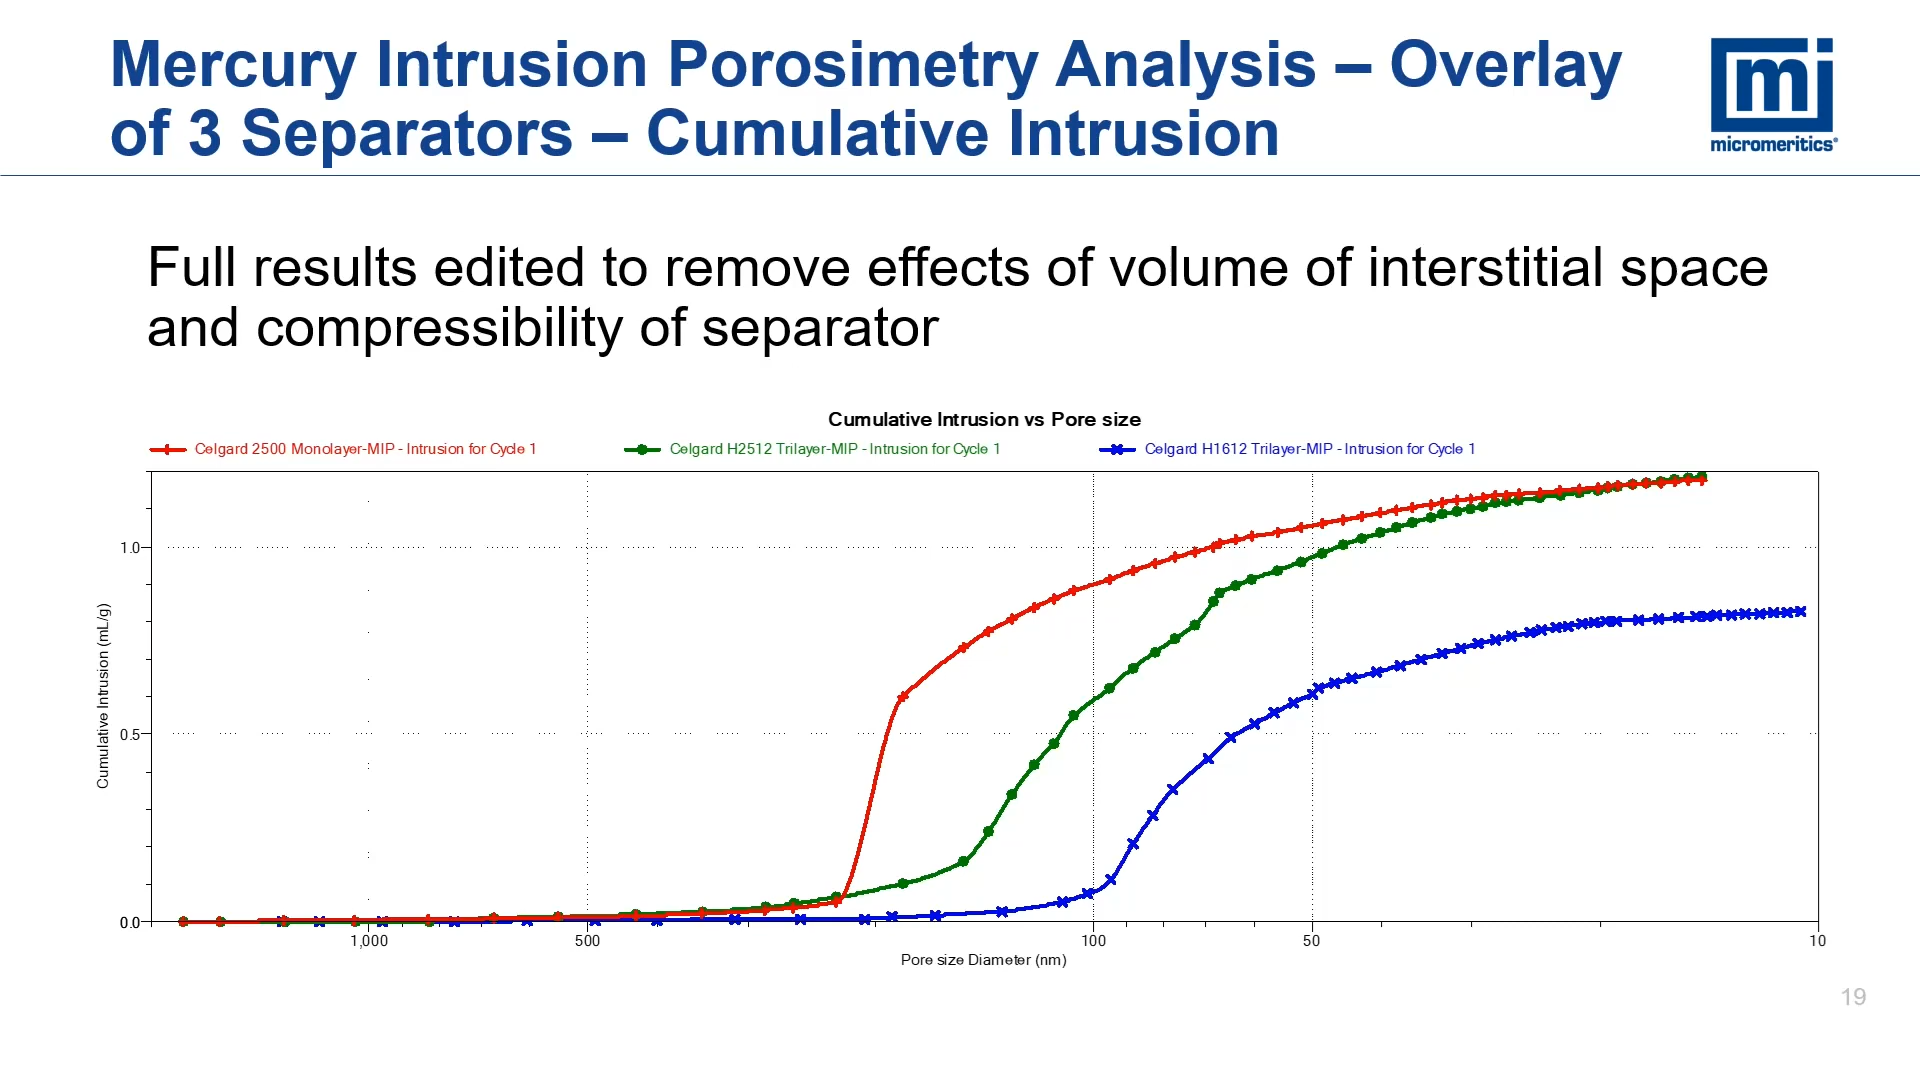 Mercury Intrusion Porosimetry Analysis – Overlay
of 3 Separators – Cumulative Intrusion
mi
micromeritics®
Full results edited to remove effects of volume of interstitial space
and compressibility of separator
Cumulative Intrusion vs Pore size
Celgard 2500 Monolayer-MIP - Intrusion for Cycle 1
Celgard H2512 Trilayer-MIP - Intrusion for Cycle 1
Celgard H1612 Trilayer-MIP - Intrusion for Cycle 1
Cumulative Intrusion (mL/g)
1.0
0.5
0.0
1,000
500
100
50
10
Pore size Diameter (nm)
19